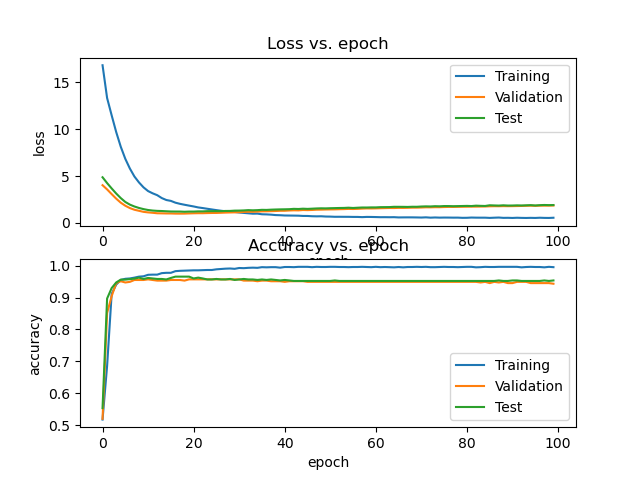 Loss vs. epoch
15
10
5
0
loss
Training
Validation
Test
0 20 40 60 80 100
epoch
Accuracy vs. epoch
1.0
0.9
0.8
0.7
0.6
0.5
accuracy
Training
Validation
Test
0 20 40 60 80 100
epoch